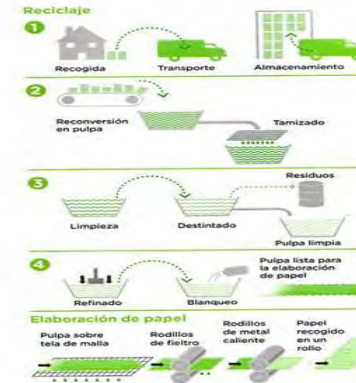 Reciclaje
1
Recogida
Transporte
Almacenamiento
2
Reconversión
en pulpa
Tamizado
3
Residuos
Limpieza
Destintado
Pulpa limpia
4
Pulpa lista para
la elaboración
de papel
Refinado
Blanqueo
Elaboración de papel
Pulpa sobre
tela de malla
Rodillos
de fieltro
Rodillos
de metal
caliente
Papel
recogido
en un
rollo